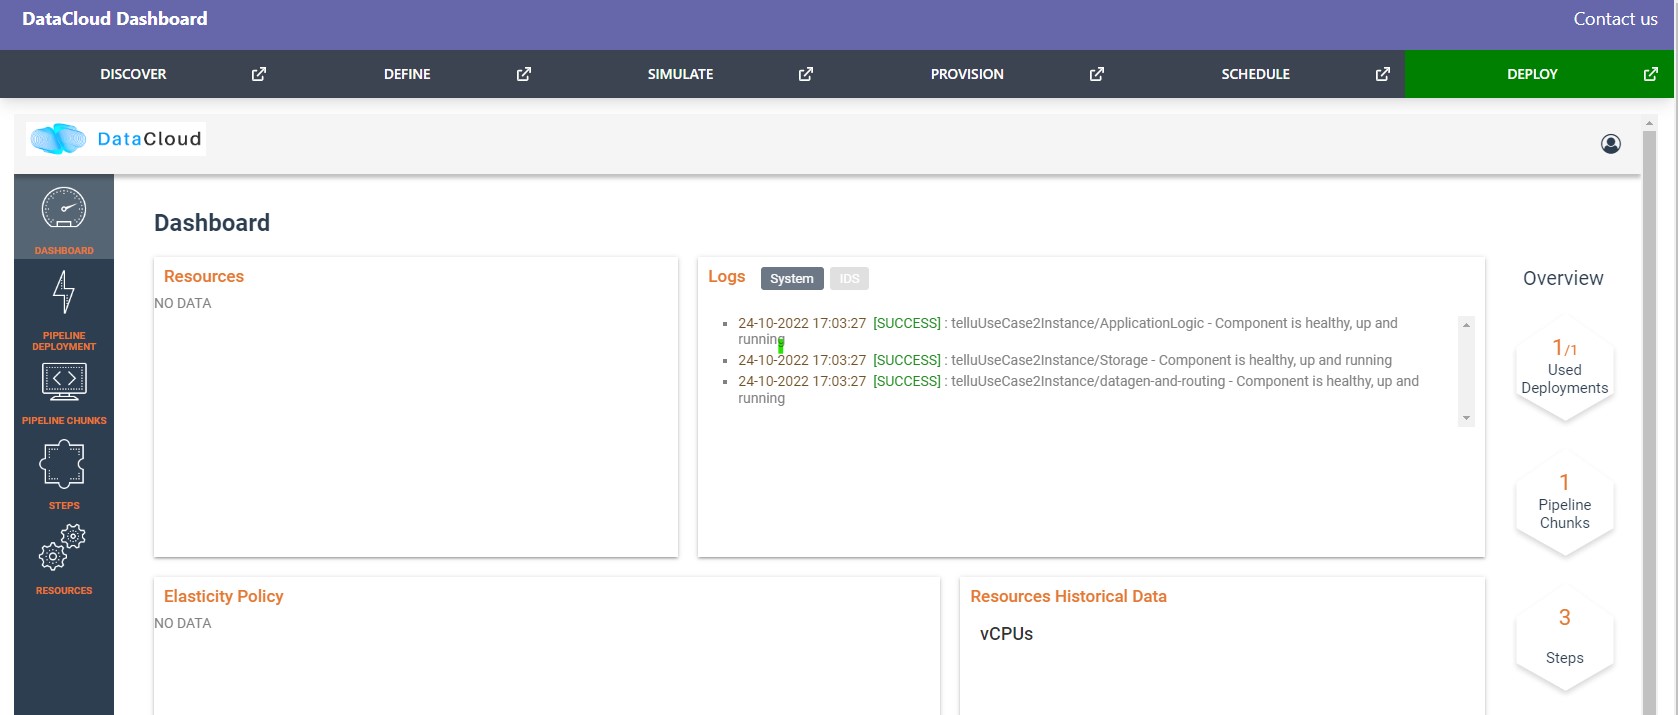 DataCloud Dashboard
Contact us
DISCOVER
DEFINE
SIMULATE
PROVISION
SCHEDULE
DEPLOY
DataCloud
DASHBOARD
PIPELINE
DEPLOYMENT
PIPELINE CHUNKS
STEPS
RESOURCES
Dashboard
Resources
NO DATA
Logs
System
IDS
24-10-2022 17:03:27 [SUCCESS] : telluUseCase2Instance/ApplicationLogic - Component is healthy, up and
running
24-10-2022 17:03:27 [SUCCESS] : telluUseCase2Instance/Storage - Component is healthy, up and running
24-10-2022 17:03:27 [SUCCESS] : telluUseCase2Instance/datagen-and-routing - Component is healthy, up and
running
Overview
1/1
Used
Deployments
1
Pipeline
Chunks
3
Steps
Elasticity Policy
NO DATA
Resources Historical Data
vCPUs